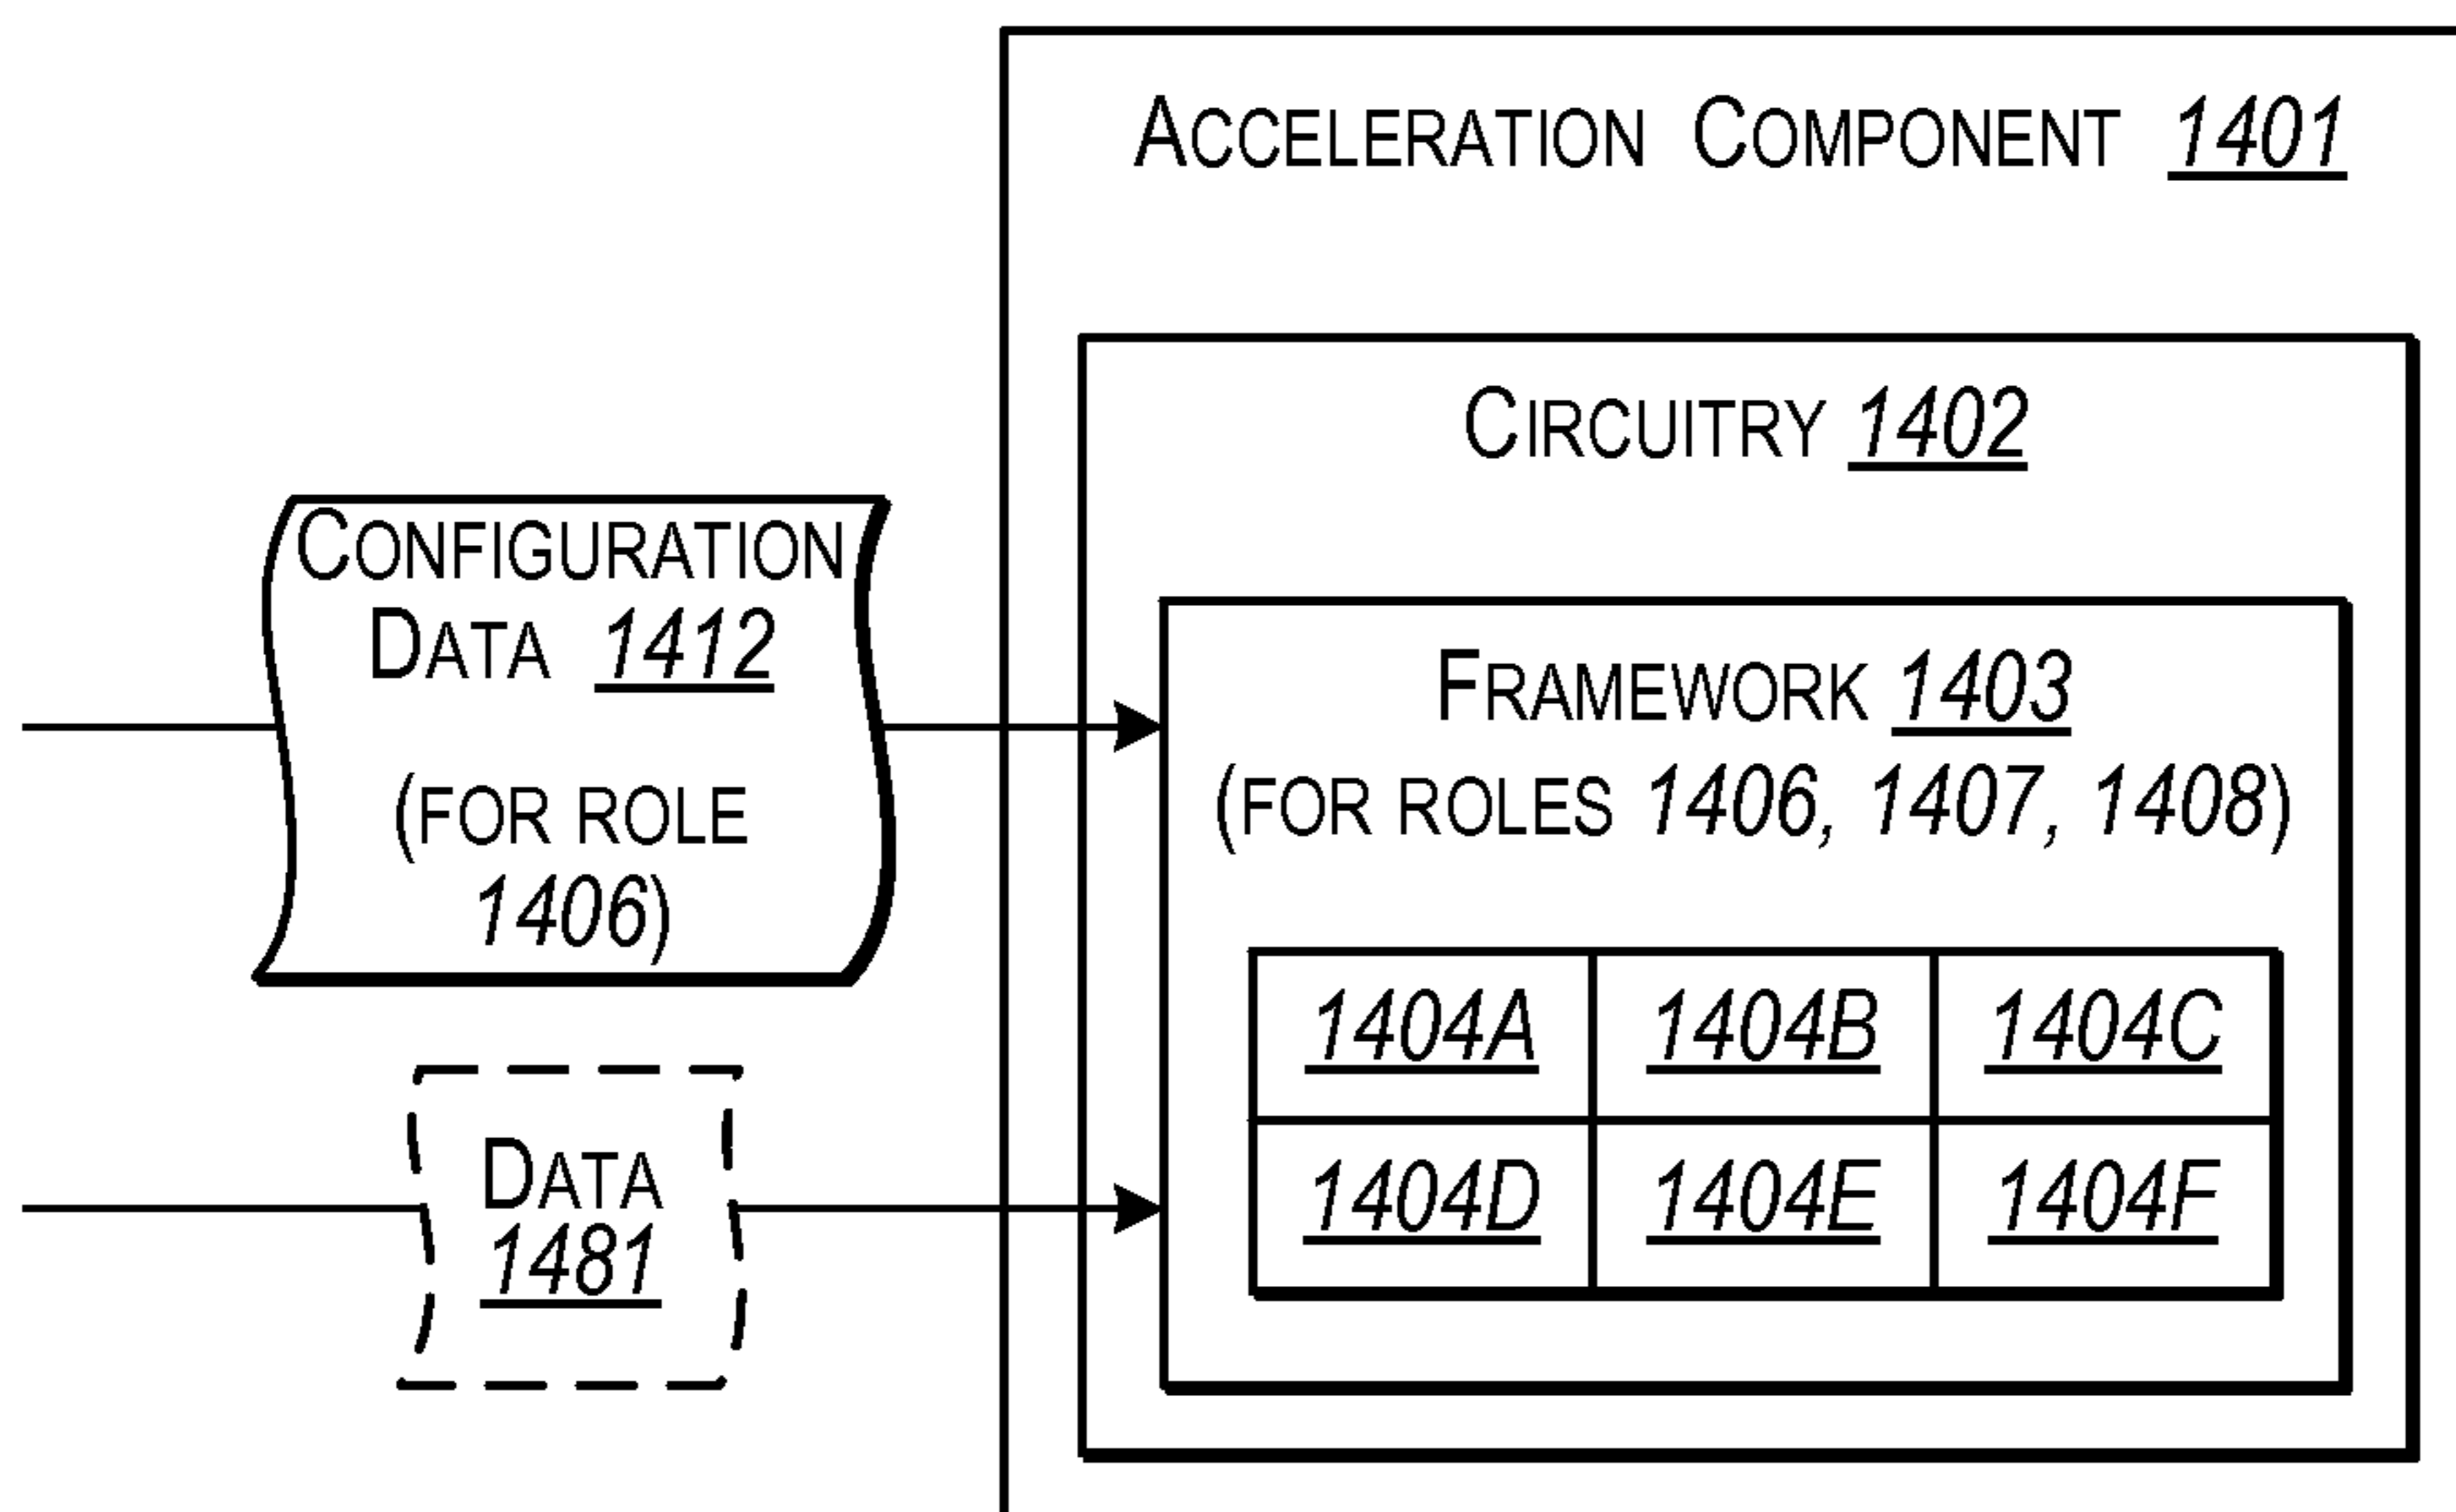 ACCELERATION COMPONENT 1401
CIRCUITRY 1402
CONFIGURATION
DATA 1412
(FOR ROLE
1406)
FRAMEWORK 1403
(FOR ROLES 1406, 1407, 1408)
1404A 1404B 1404C
1404D 1404E 1404F
DATA
1481